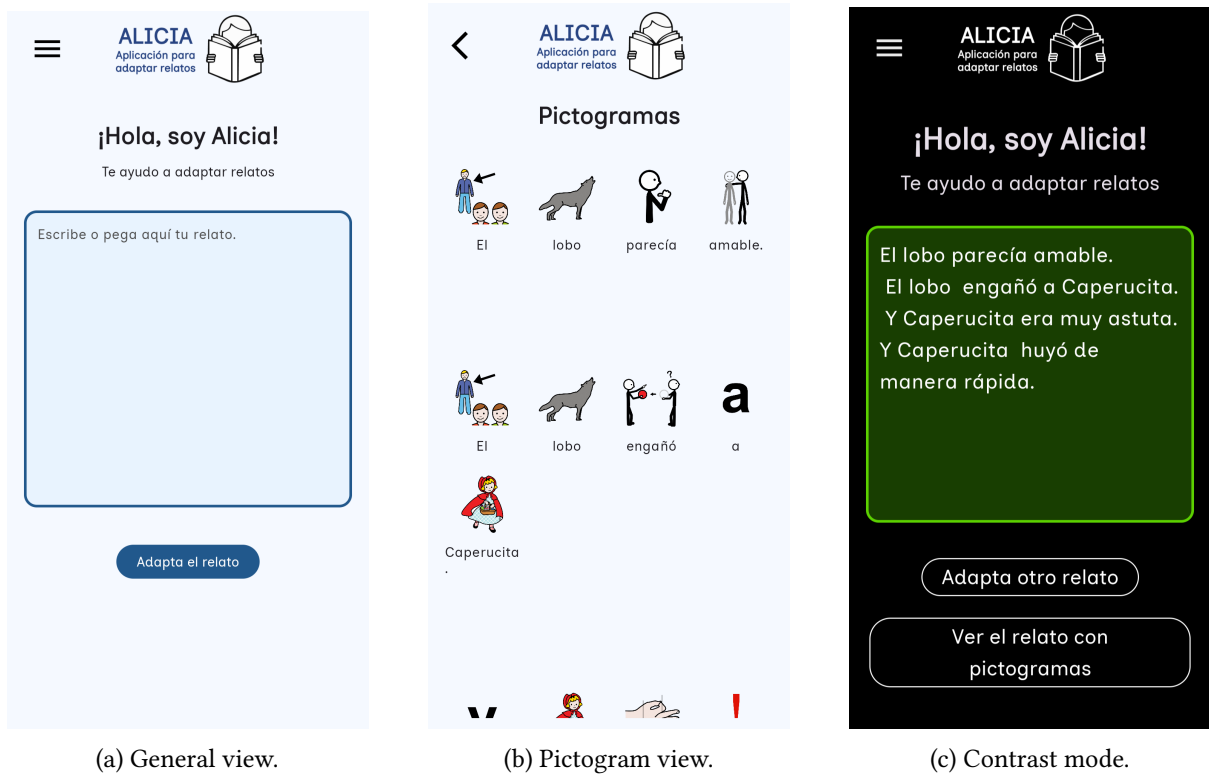 ALICIA
Aplicación para
adaptar relatos
¡Hola, soy Alicia!
Te ayudo a adaptar relatos
Escribe o pega aquí tu relato.
Adapta el relato
(a) General view.
ALICIA
Aplicación para
adaptar relatos
Pictogramas
El lobo parecía amable.
?
a
El lobo engañó a
Caperucita
.
!
(b) Pictogram view.
ALICIA
Aplicación para
adaptar relatos
¡Hola, soy Alicia!
Te ayudo a adaptar relatos
El lobo parecía amable.
El lobo engañó a Caperucita.
Y Caperucita era muy astuta.
Y Caperucita huyó de
manera rápida.
Adapta otro relato
Ver el relato con
pictogramas
(c) Contrast mode.